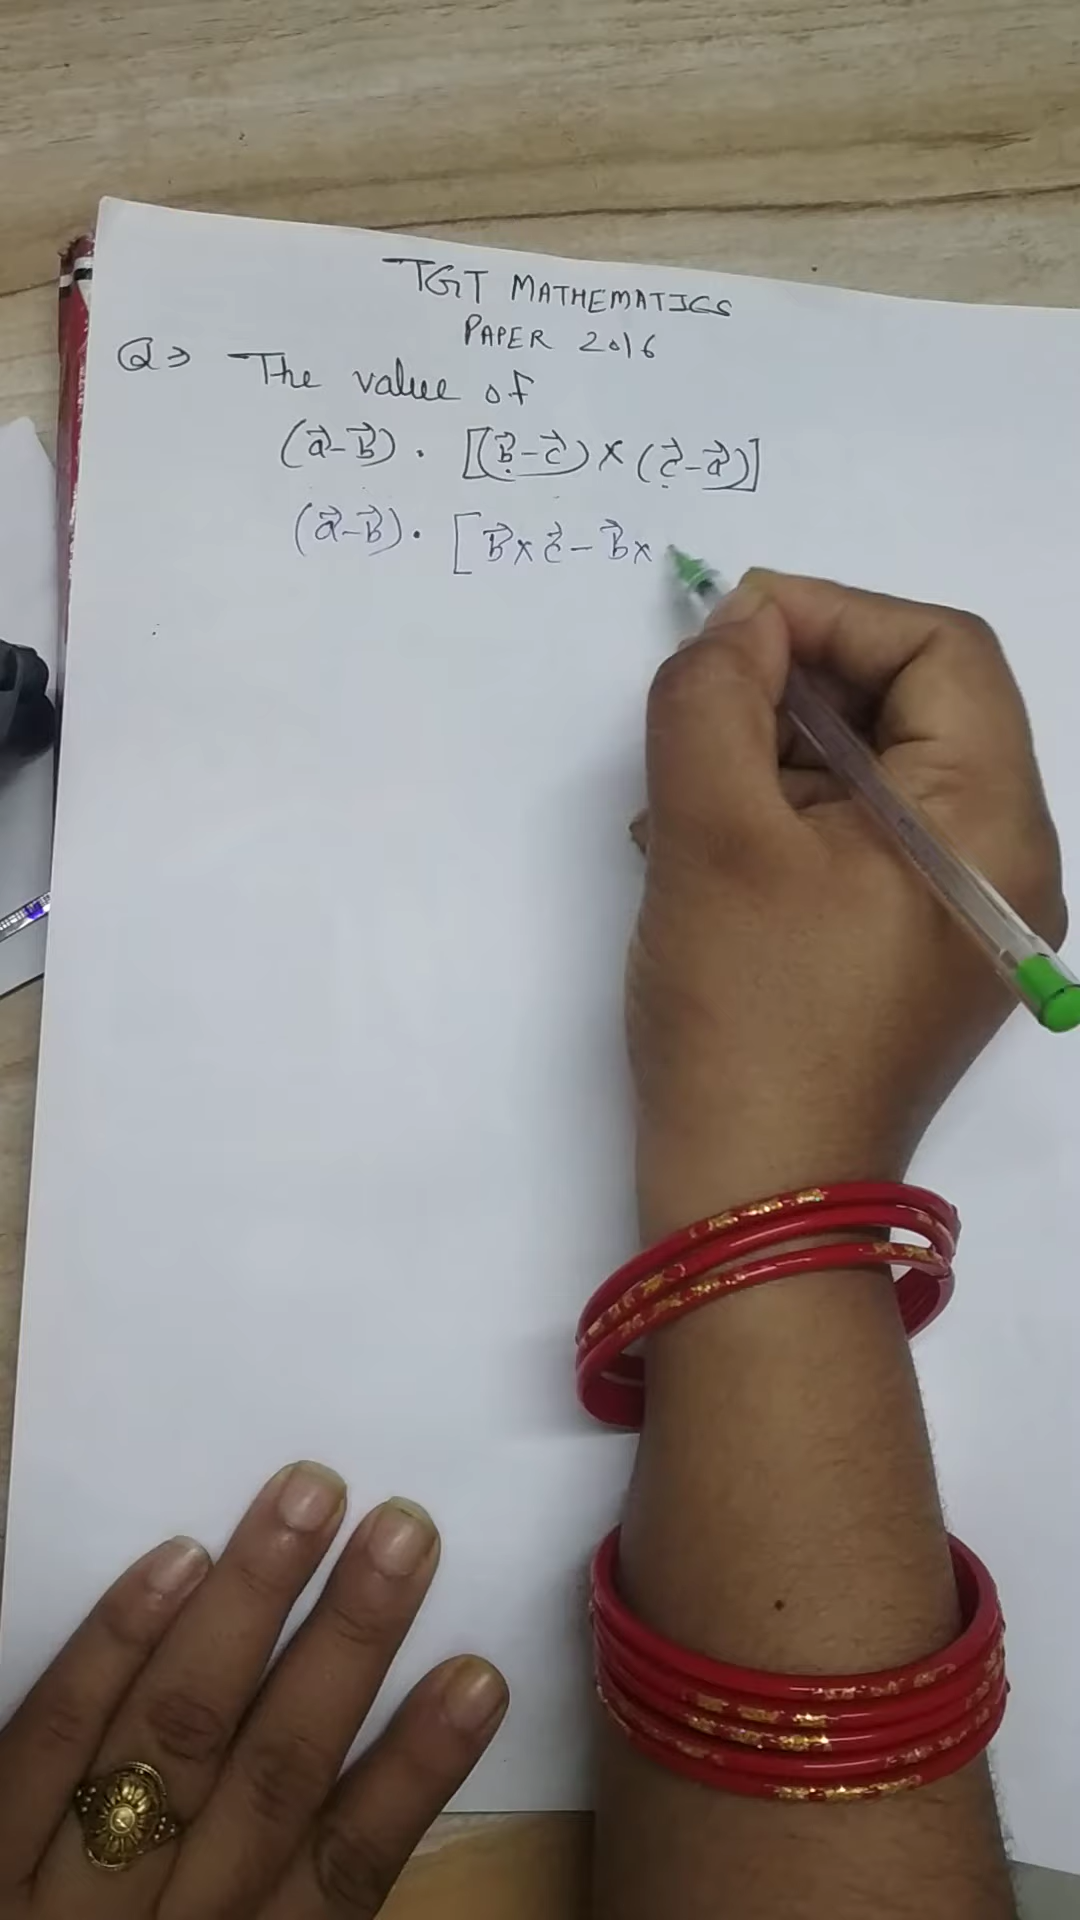 TGT MATHEMATICS
PAPER 2016
Q⇒ The value of
(a⃗-b⃗) . [(b⃗-c⃗)×(c⃗-a⃗)]
(a⃗-b⃗) . [b⃗×c⃗-b⃗×